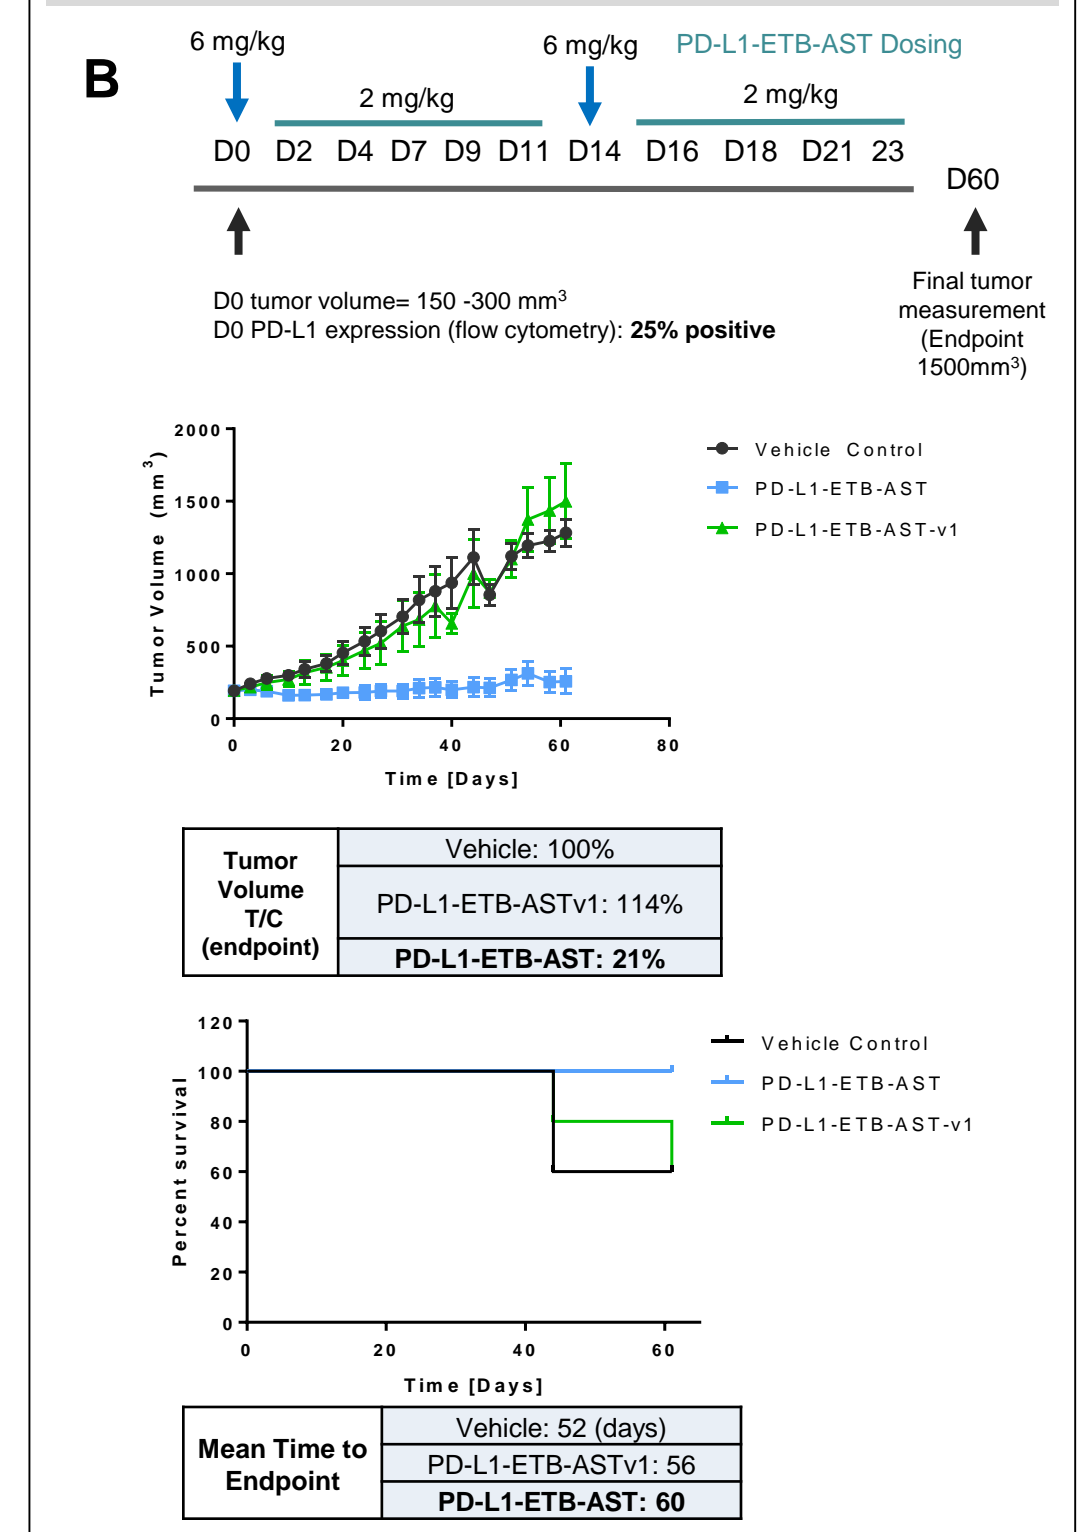 B
6 mg/kg
6 mg/kg
PD-L1-ETB-AST Dosing
2 mg/kg
2 mg/kg
D0 D2 D4 D7 D9 D11 D14 D16 D18 D21 23
D60
D0 tumor volume= 150 -300 mm³
D0 PD-L1 expression (flow cytometry): 25% positive
Final tumor
measurement
(Endpoint
1500mm³)
Tumor Volume (mm³)
2000
1500
1000
500
0
0 20 40 60 80
Time [Days]
Vehicle Control
PD-L1-ETB-AST
PD-L1-ETB-AST-v1
Tumor
Volume
T/C
(endpoint)
Vehicle: 100%
PD-L1-ETB-ASTv1: 114%
PD-L1-ETB-AST: 21%
Percent survival
120
100
80
60
40
20
0
0 20 40 60
Time [Days]
Vehicle Control
PD-L1-ETB-AST
PD-L1-ETB-AST-v1
Mean Time to
Endpoint
Vehicle: 52 (days)
PD-L1-ETB-ASTv1: 56
PD-L1-ETB-AST: 60